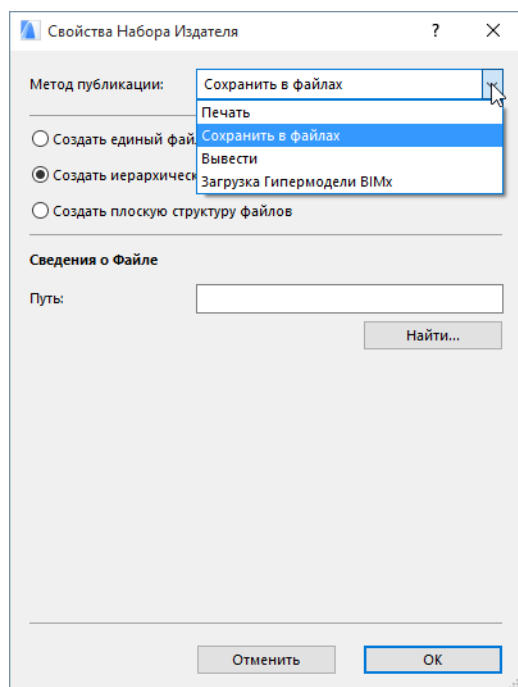 Свойства Набора Издателя
Метод публикации: Сохранить в файлах
Печать
Сохранить в файлах
Вывести
Загрузка Гипермодели BIMx
Создать единый фай
Создать иерархическ
Создать плоскую структуру файлов
Сведения о Файле
Путь:
Найти...
Отменить OK